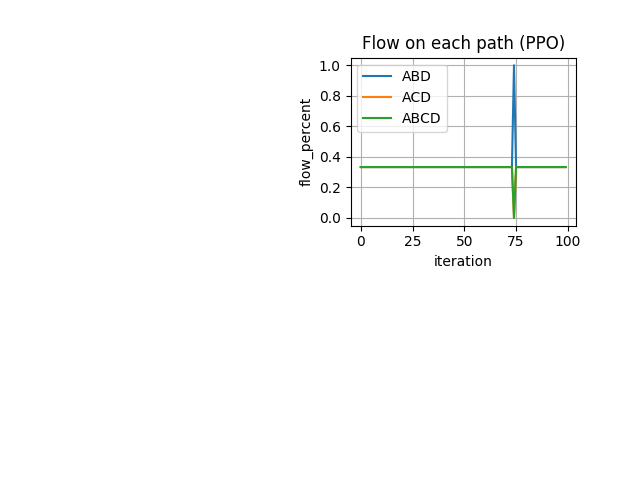 Flow on each path (PPO)
flow_percent
1.0
0.8
0.6
0.4
0.2
0.0
ABD
ACD
ABCD
0 25 50 75 100
iteration